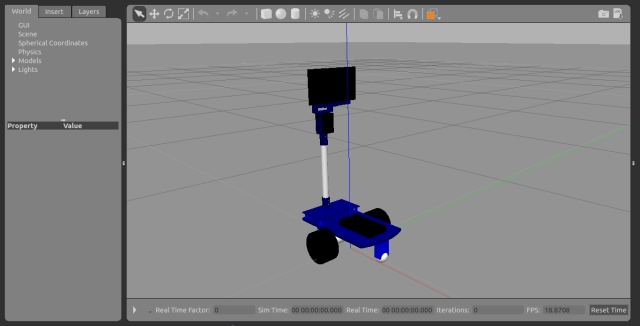 World Insert Layers
GUI
Scene
Spherical Coordinates
Physics
Models
Lights
Property Value
Real Time Factor: 0 Sim Time: 00 00:00:00.000 Real Time: 00 00:00:00.000 Iterations: 0 FPS: 18.8708 Reset Time